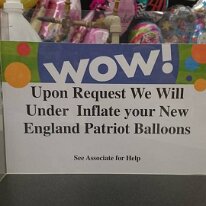 WOW!
Upon Request We Will
Under Inflate your New
England Patriot Balloons
See Associate for Help